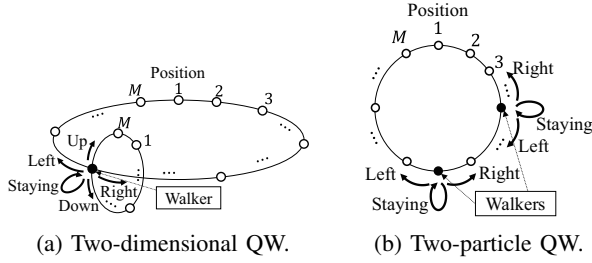 Position
M 1 2 3
... ... ... ...
Up M 1
Left
Staying Right
Down ...
Walker
(a) Two-dimensional QW.
Position
M 1 2 3
... Right
Staying
... Left
Left Right
Staying
Walkers
(b) Two-particle QW.